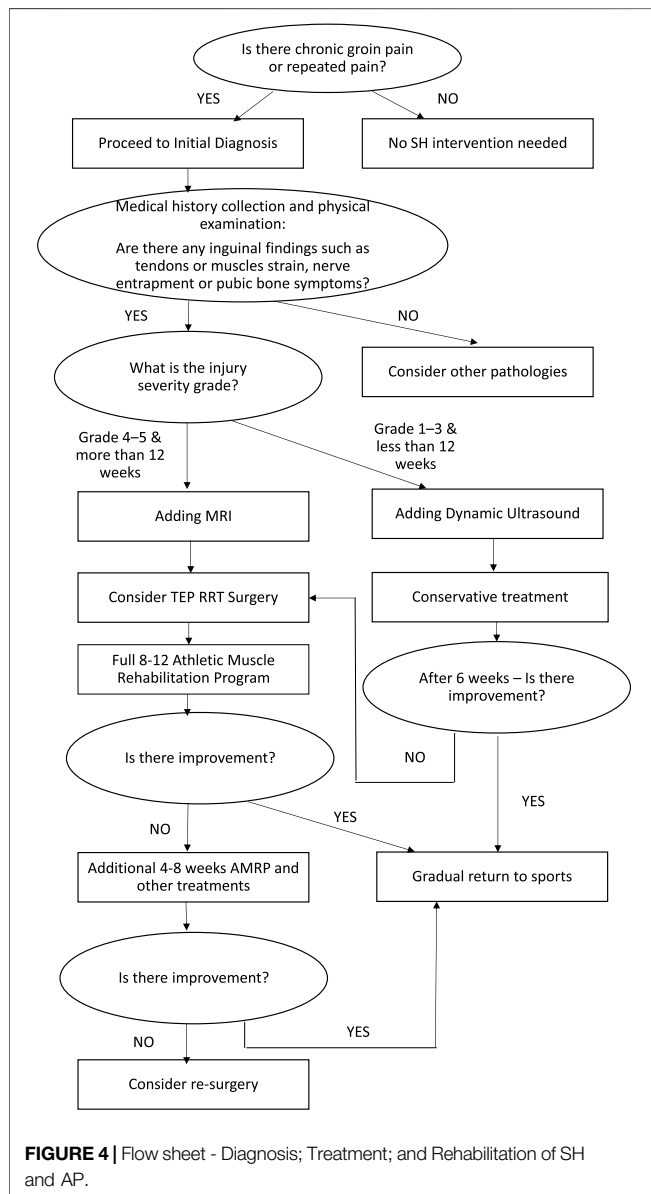 Is there chronic groin pain
or repeated pain?
YES
NO
Proceed to Initial Diagnosis
No SH intervention needed
Medical history collection and physical
examination:
Are there any inguinal findings such as
tendons or muscles strain, nerve
entrapment or pubic bone symptoms?
YES
NO
What is the injury
severity grade?
Consider other pathologies
Grade 4–5 &
more than 12
weeks
Grade 1–3 &
less than 12
weeks
Adding MRI
Adding Dynamic Ultrasound
Consider TEP RRT Surgery
Conservative treatment
Full 8-12 Athletic Muscle
Rehabilitation Program
After 6 weeks – Is there
improvement?
Is there improvement?
NO
YES
YES
NO
Additional 4-8 weeks AMRP and
other treatments
Gradual return to sports
Is there improvement?
YES
NO
Consider re-surgery
FIGURE 4 | Flow sheet - Diagnosis; Treatment; and Rehabilitation of SH
and AP.